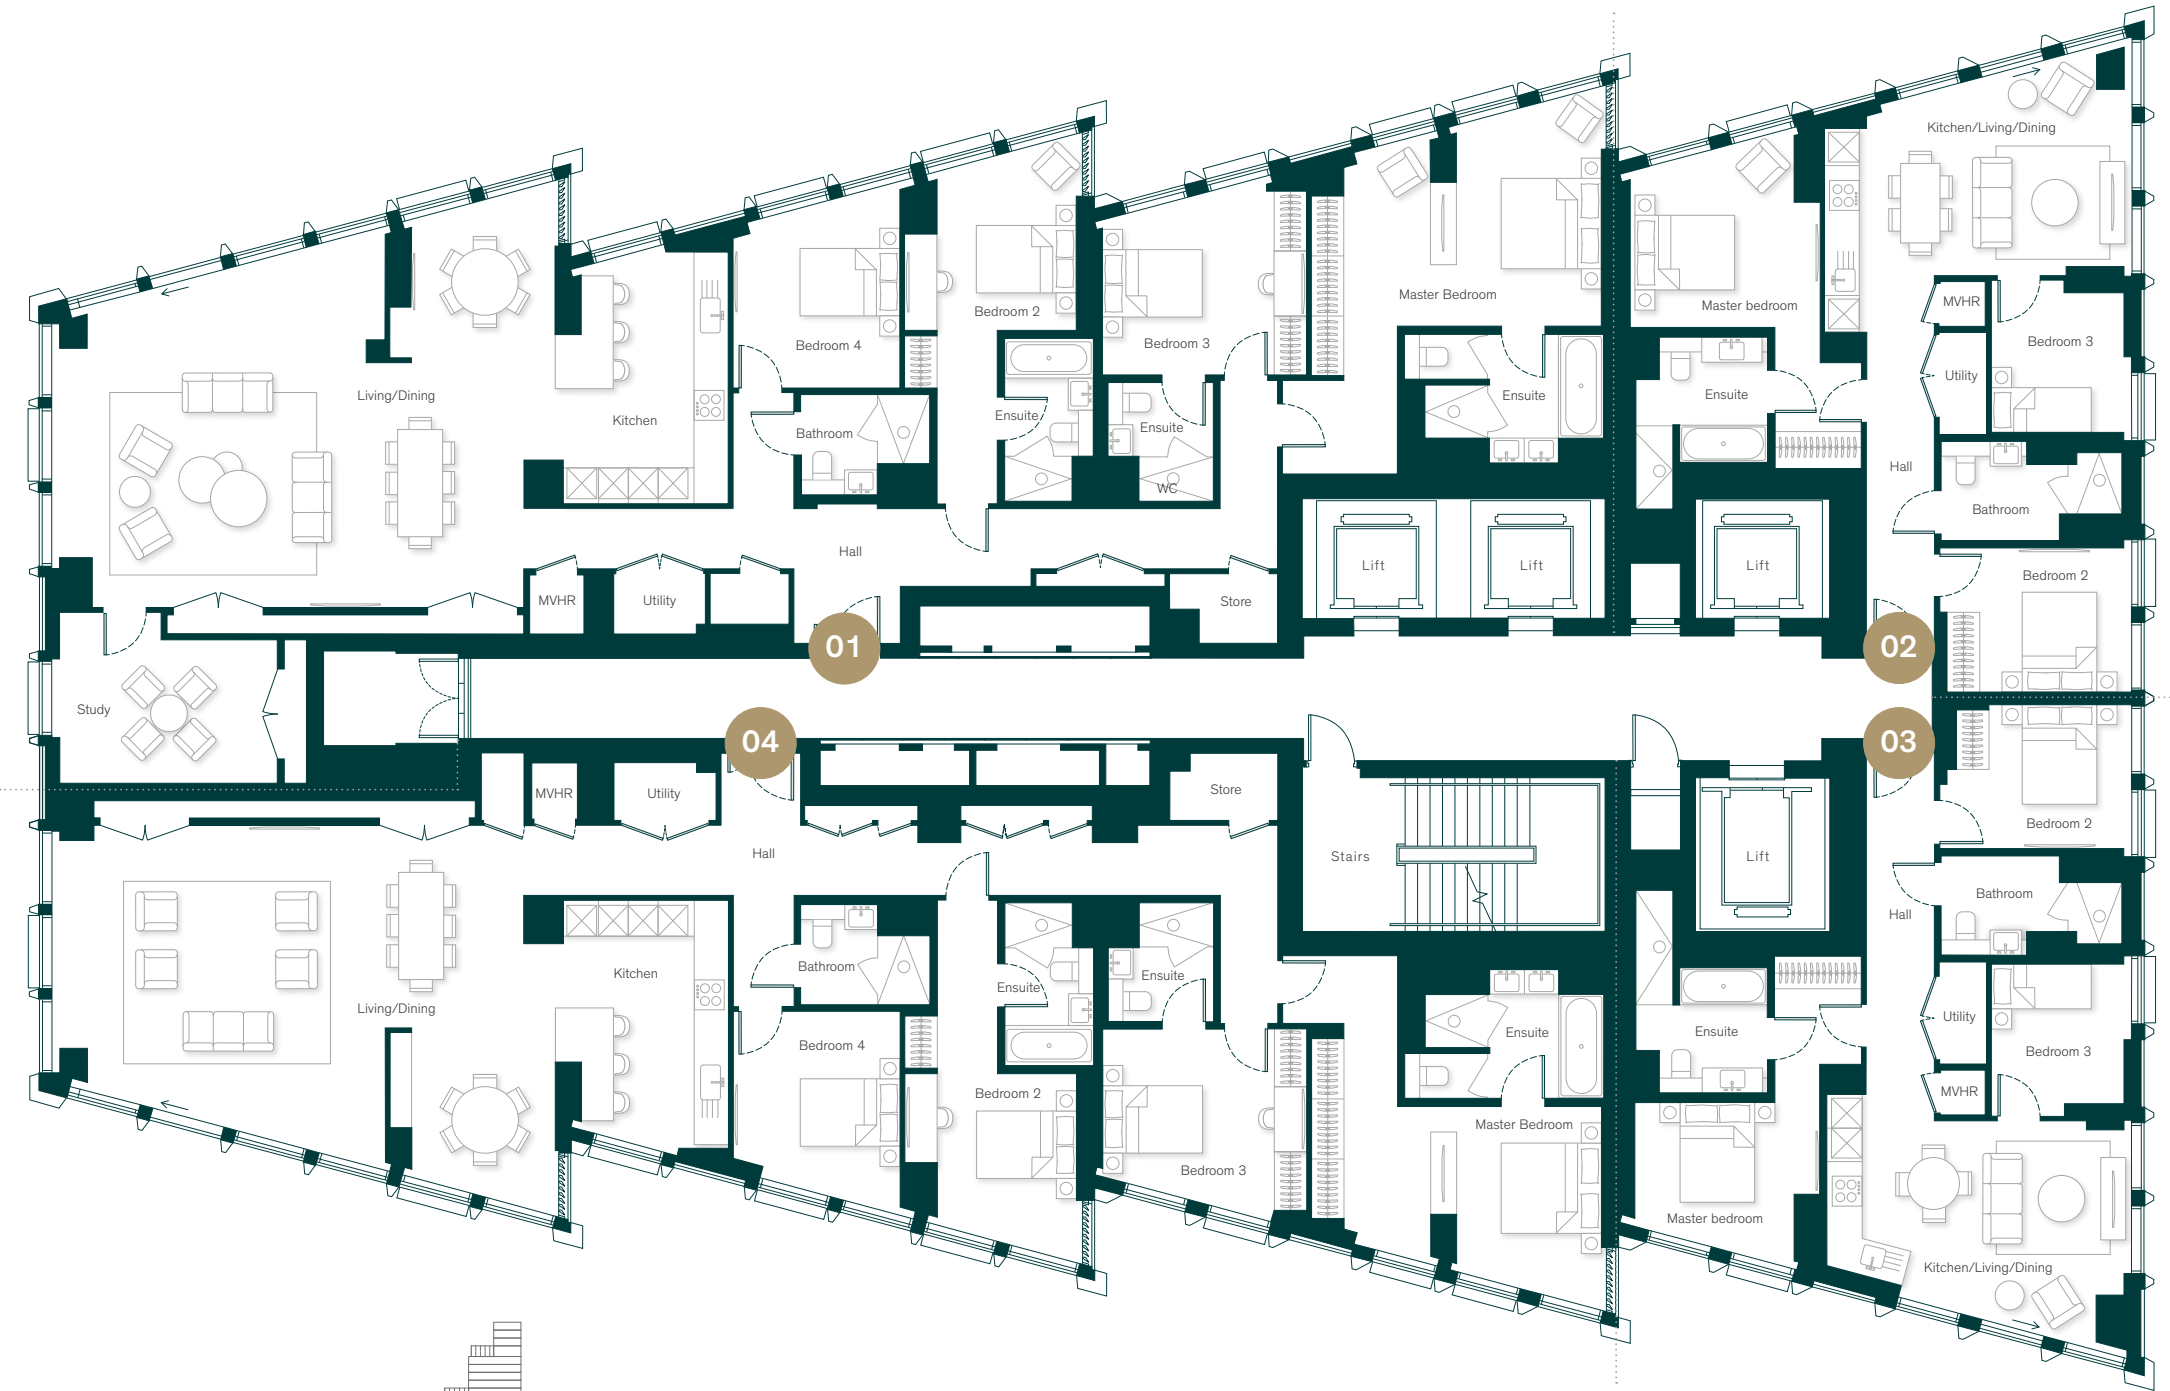 Kitchen/Living/Dining
Master Bedroom
Master bedroom
MVHR
Bedroom 2
Bedroom 3
Bedroom 4
Bedroom 3
Living/Dining
Kitchen
Utility
Ensuite
Ensuite
Ensuite
Ensuite
Bathroom
WC
Hall
Bathroom
Hall
Lift
Lift
Lift
Bedroom 2
MVHR
Utility
Store
01
02
Study
04
03
MVHR
Utility
Store
Bedroom 2
Hall
Stairs
Lift
Bathroom
Hall
Kitchen
Bathroom
Ensuite
Ensuite
Living/Dining
Utility
Ensuite
Ensuite
Bedroom 4
Bedroom 3
Bedroom 2
MVHR
Master Bedroom
Bedroom 3
Master bedroom
Kitchen/Living/Dining